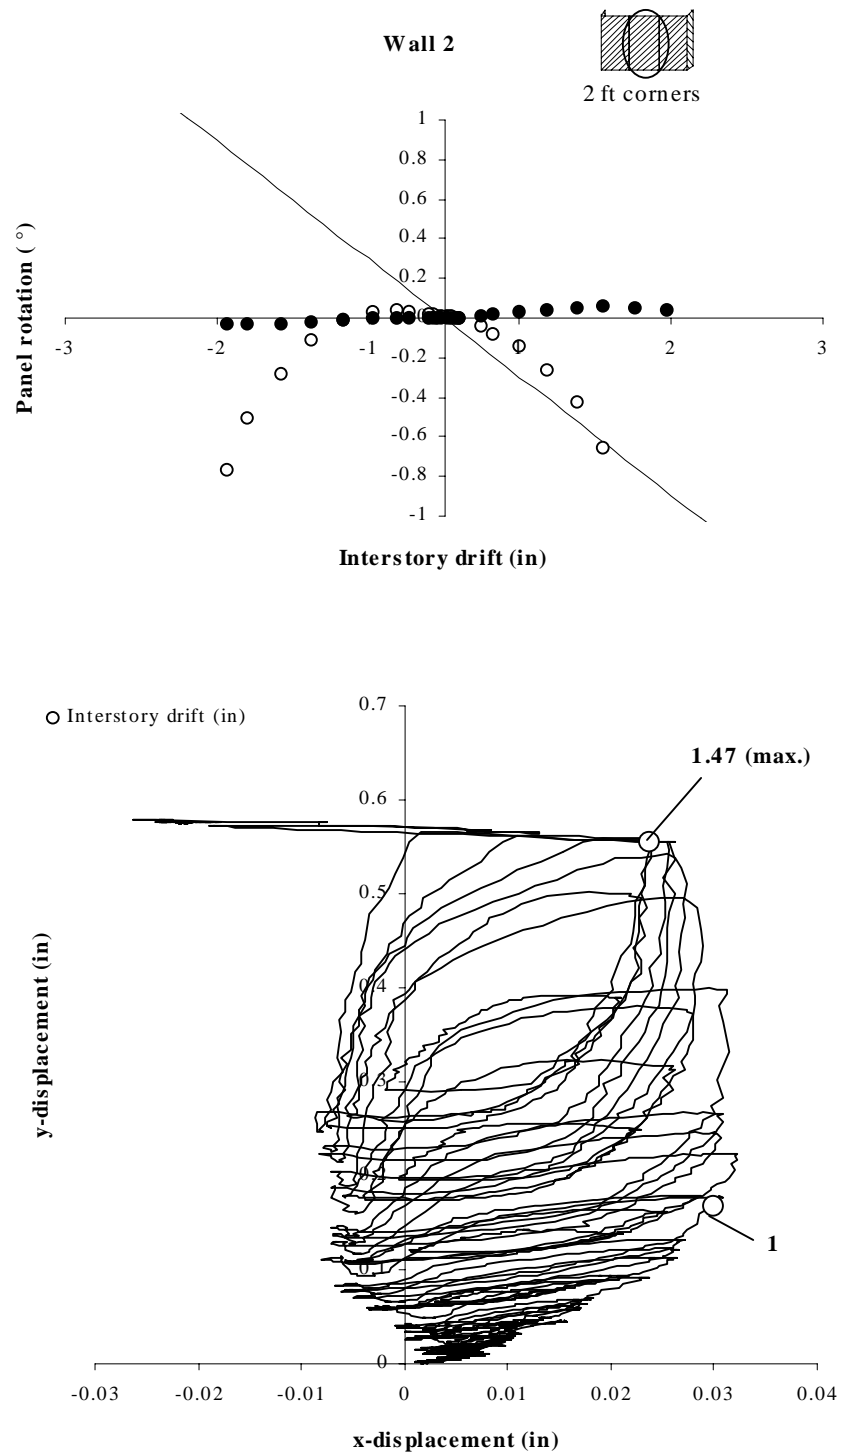 Wall 2
2 ft corners
1
0.8
0.6
0.4
0.2
-3 -2 -1 1 2 3
-0.2
-0.4
-0.6
-0.8
-1
Panel rotation (°)
Interstory drift (in)
Interstory drift (in)
0.7
1.47 (max.)
0.6
0.5
0.4
0.3
1
0
y-displacement (in)
-0.03 -0.02 -0.01 0 0.01 0.02 0.03 0.04
x-displacement (in)